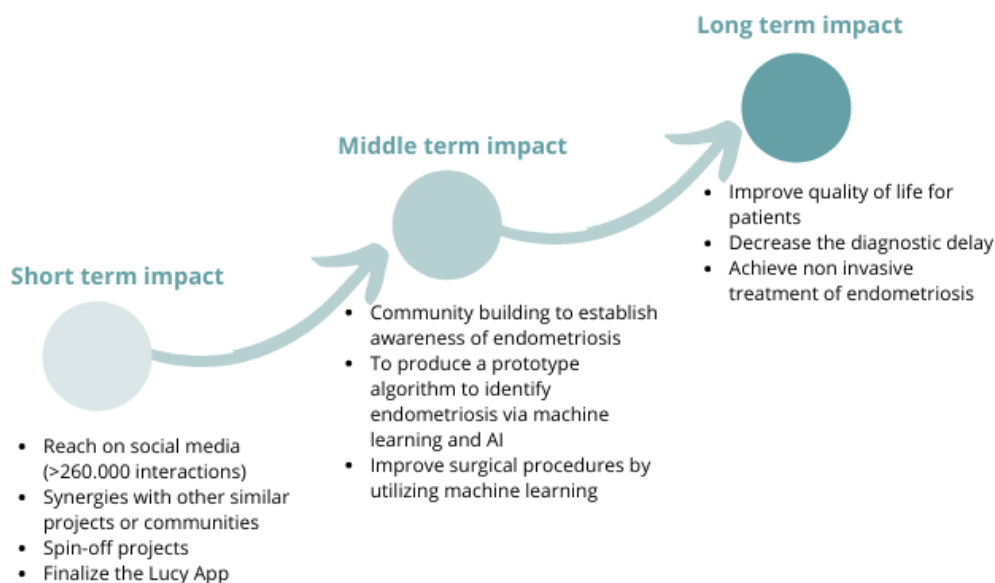 Long term impact
Improve quality of life for
patients
Decrease the diagnostic delay
Achieve non invasive
treatment of endometriosis
Middle term impact
Community building to establish
awareness of endometriosis
To produce a prototype
algorithm to identify
endometriosis via machine
learning and AI
Improve surgical procedures by
utilizing machine learning
Short term impact
Reach on social media
(>260.000 interactions)
Synergies with other similar
projects or communities
Spin-off projects
Finalize the Lucy App